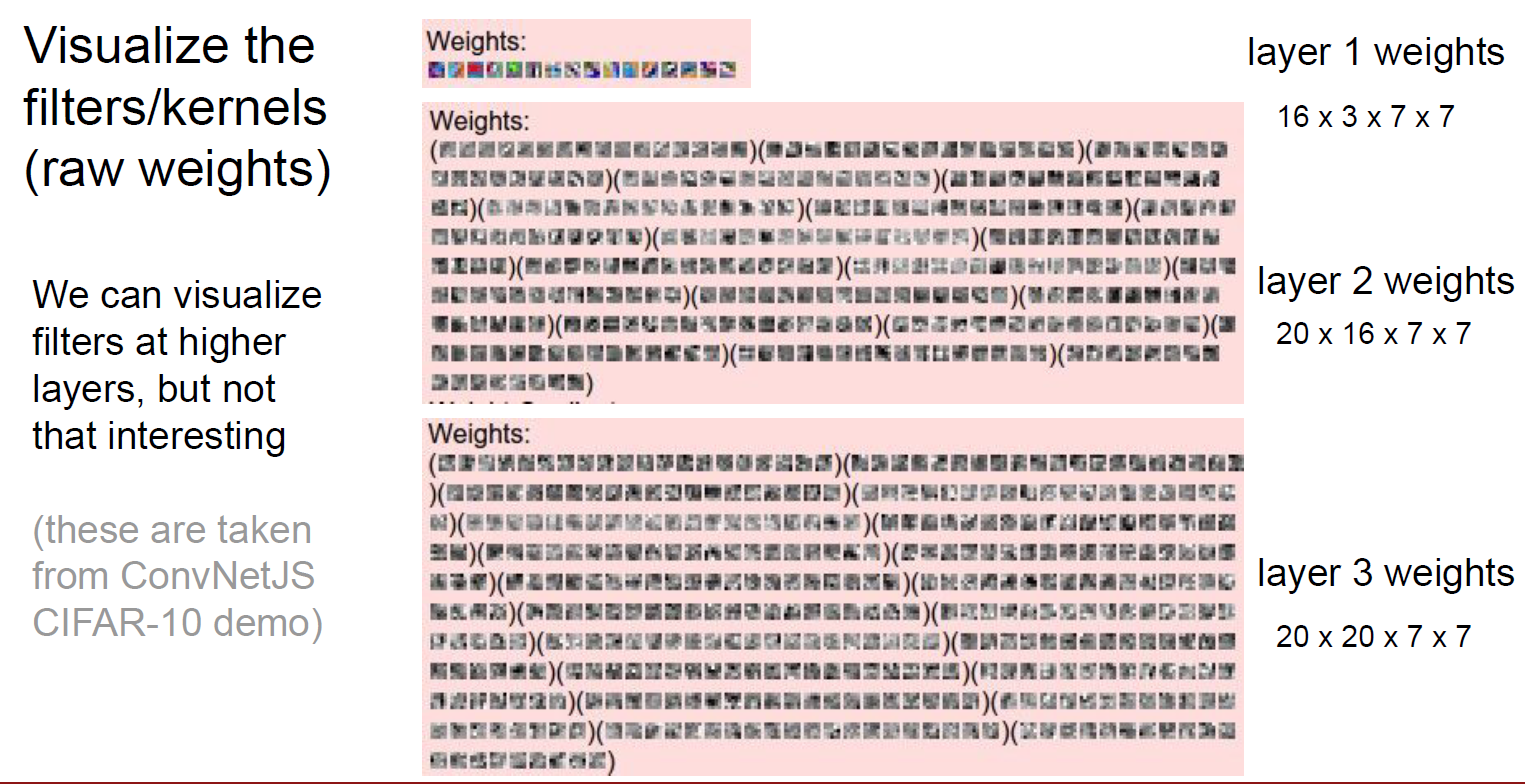 Visualize the
filters/kernels
(raw weights)
We can visualize
filters at higher
layers, but not
that interesting
(these are taken
from ConvNetJS
CIFAR-10 demo)
Weights:
layer 1 weights
16 x 3 x 7 x 7
Weights:
layer 2 weights
20 x 16 x 7 x 7
Weights:
layer 3 weights
20 x 20 x 7 x 7